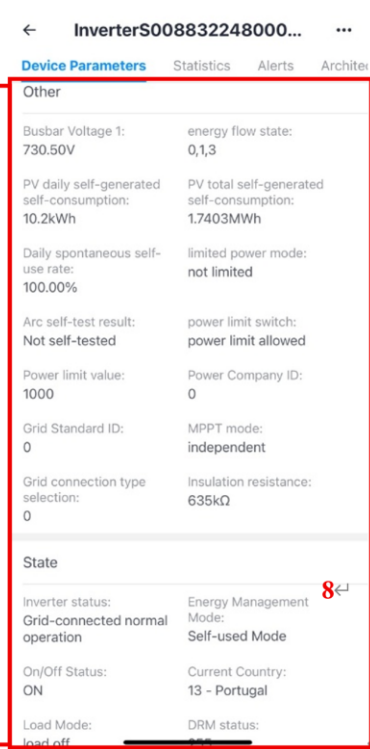 ← InverterS008832248000... ...
Device Parameters Statistics Alerts Architec
Other
Busbar Voltage 1: energy flow state:
730.50V 0,1,3
PV daily self-generated PV total self-generated
self-consumption: self-consumption:
10.2kWh 1.7403MWh
Daily spontaneous self- limited power mode:
use rate: not limited
100.00%
Arc self-test result: power limit switch:
Not self-tested power limit allowed
Power limit value: Power Company ID:
1000 0
Grid Standard ID: MPPT mode:
0 independent
Grid connection type Insulation resistance:
selection: 635kΩ
0
State
8↵
Inverter status: Energy Management
Grid-connected normal Mode:
operation Self-used Mode
On/Off Status: Current Country:
ON 13 - Portugal
Load Mode: DRM status:
load off